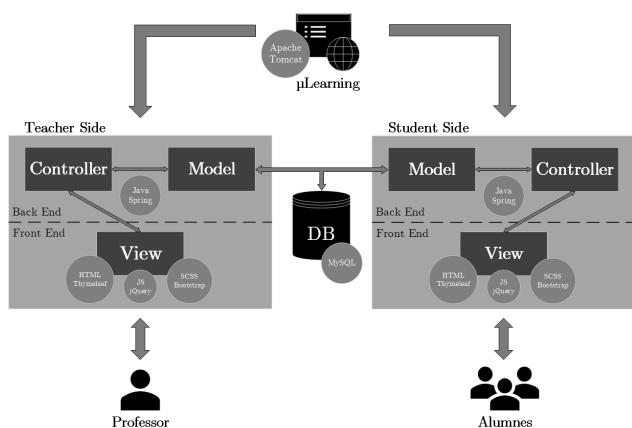 Apache
Tomcat
µLearning
Teacher Side
Student Side
Controller
Model
Model
Controller
Java
Spring
Java
Spring
Back End
Front End
Back End
Front End
DB
MySQL
View
View
HTML
Thymeleaf
JS
jQuery
SCSS
Bootstrap
HTML
Thymeleaf
JS
jQuery
SCSS
Bootstrap
Professor
Alumnes